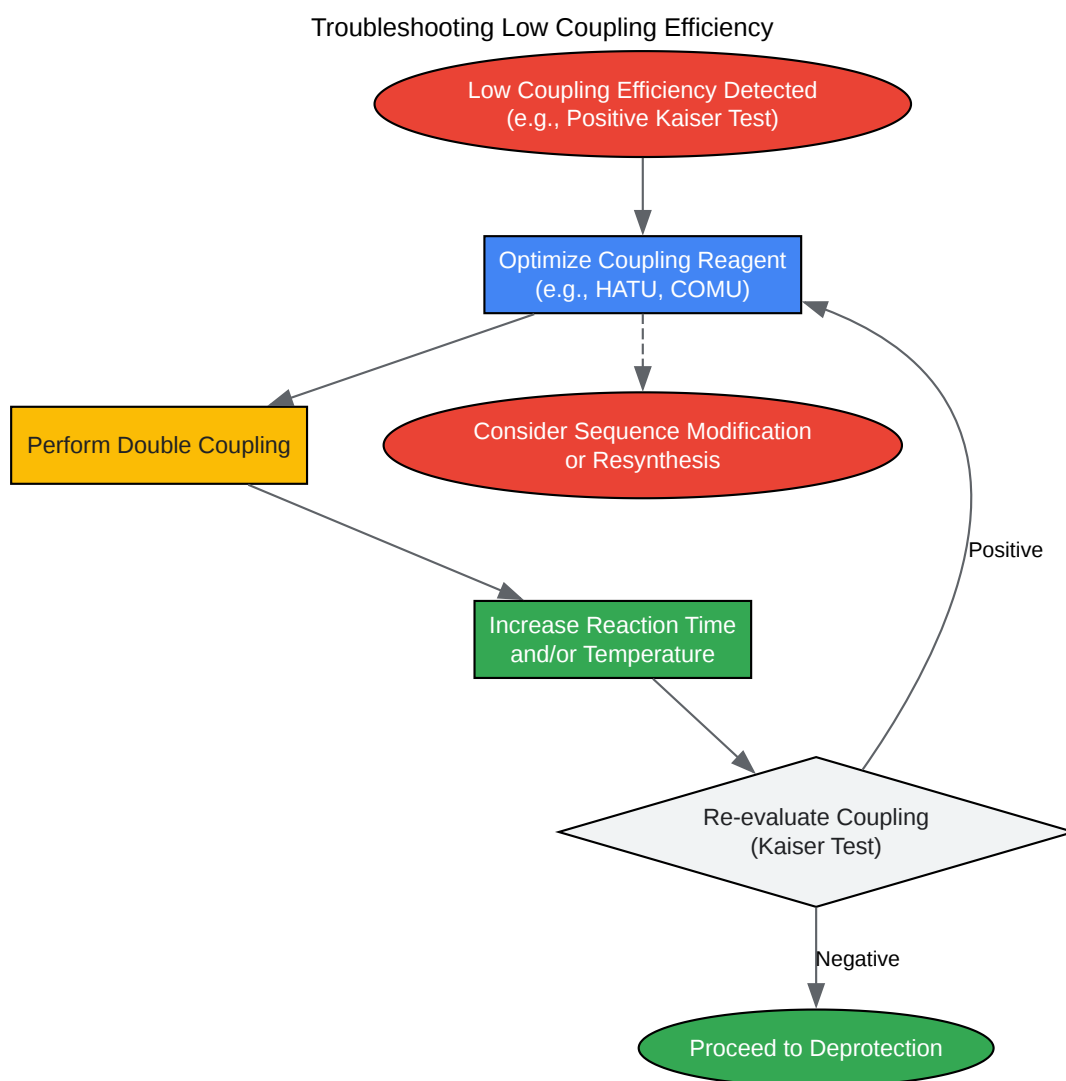 Troubleshooting Low Coupling Efficiency
Low Coupling Efficiency Detected
(e.g., Positive Kaiser Test)
Optimize Coupling Reagent
(e.g., HATU, COMU)
Perform Double Coupling
Consider Sequence Modification
or Resynthesis
Positive
Increase Reaction Time
and/or Temperature
Re-evaluate Coupling
(Kaiser Test)
Negative
Proceed to Deprotection